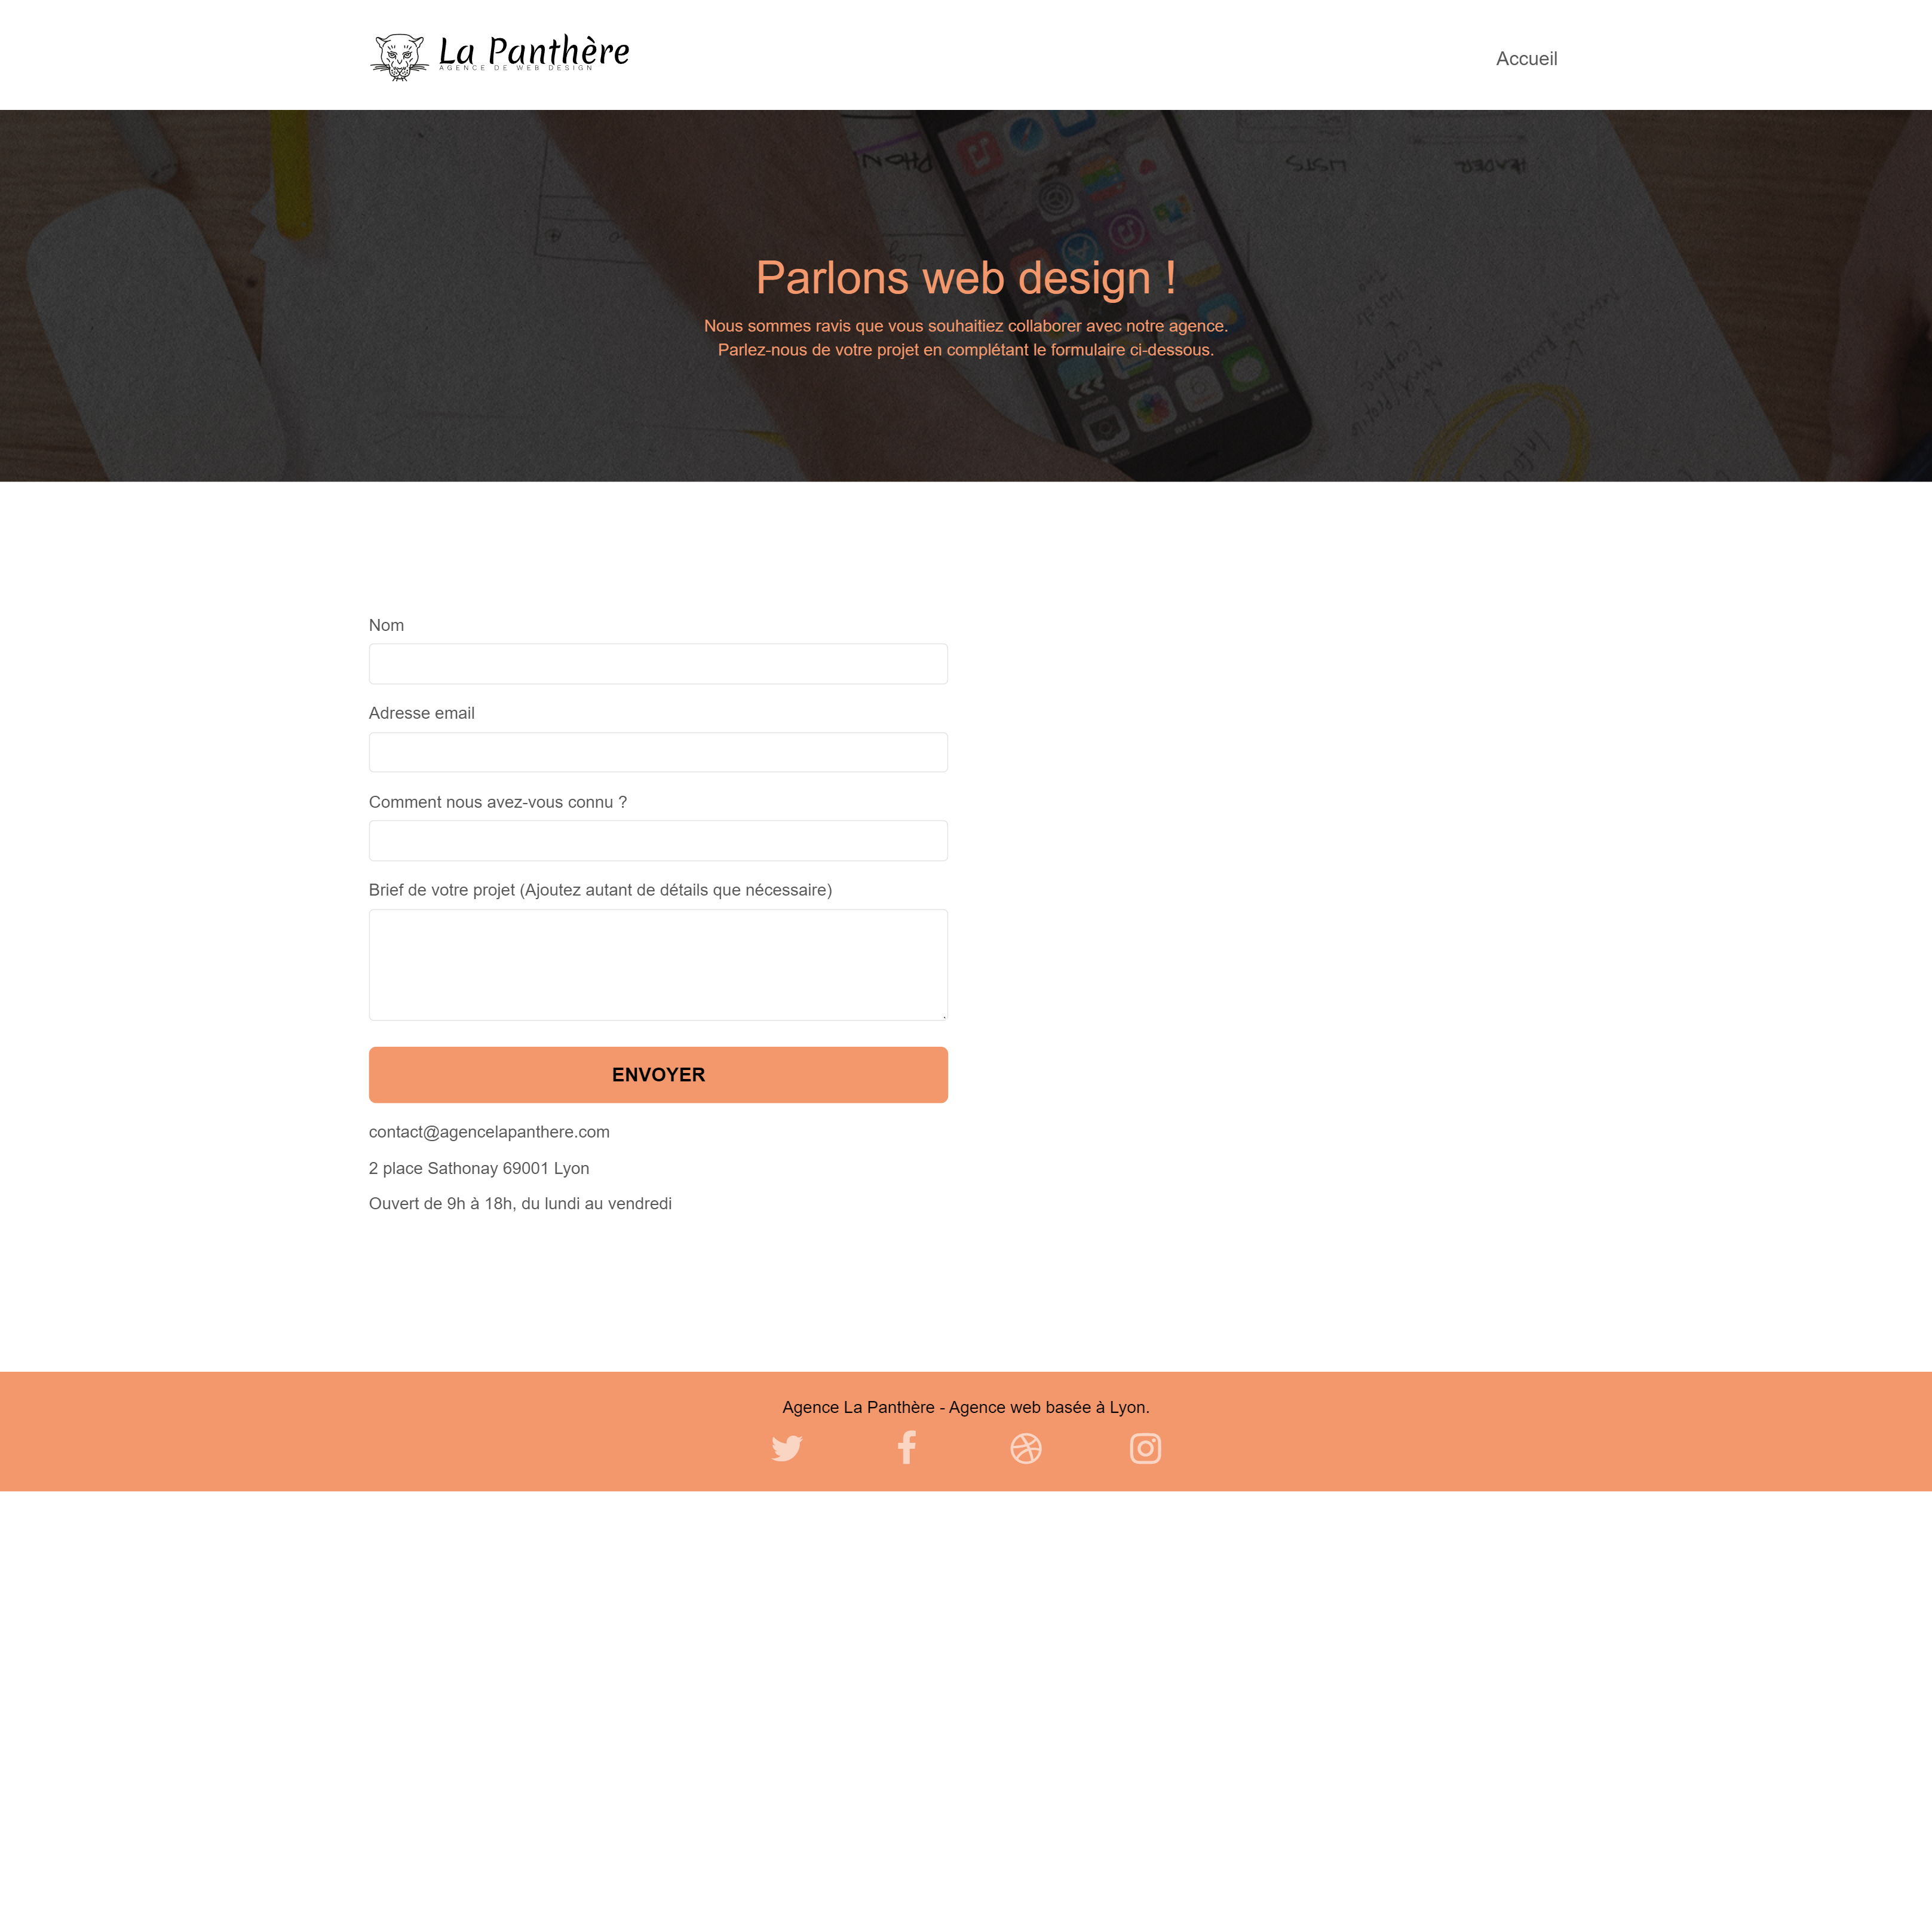 La Panthère
AGENCE DE WEB DESIGN
Accueil
PHON
LISTS
HEADER
Parlons web design !
Nous sommes ravis que vous souhaitiez collaborer avec notre agence.
Parlez-nous de votre projet en complétant le formulaire ci-dessous.
Nom
Adresse email
Comment nous avez-vous connu ?
Brief de votre projet (Ajoutez autant de détails que nécessaire)
ENVOYER
contact@agencelapanthere.com
2 place Sathonay 69001 Lyon
Ouvert de 9h à 18h, du lundi au vendredi
Agence La Panthère - Agence web basée à Lyon.